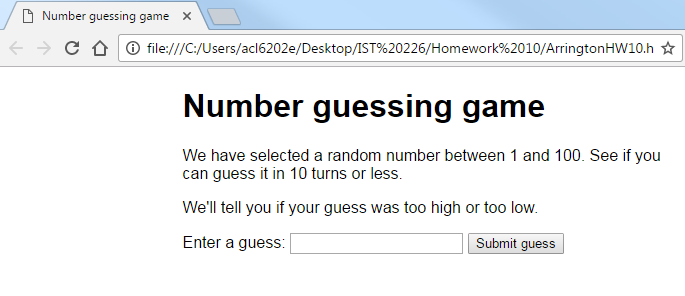 Number guessing game
file:///C:/Users/acl6202e/Desktop/IST%20226/Homework%2010/ArringtonHW10.h
Number guessing game
We have selected a random number between 1 and 100. See if you
can guess it in 10 turns or less.
We'll tell you if your guess was too high or too low.
Enter a guess: Submit guess